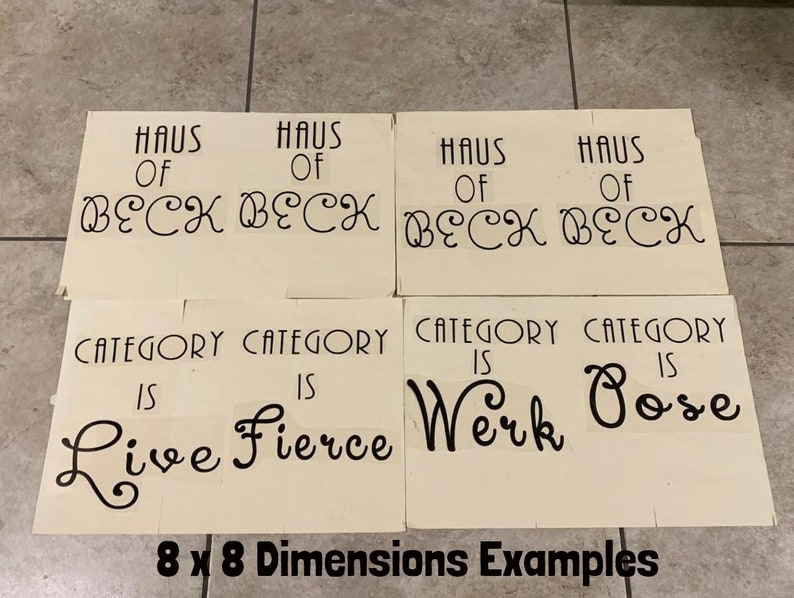 HAUS
OF
BECK
HAUS
OF
BECK
HAUS
OF
BECK
HAUS
OF
BECK
CATEGORY
IS
Live
CATEGORY
IS
Fierce
CATEGORY
IS
Werk
CATEGORY
IS
Pose
8 x 8 Dimensions Examples